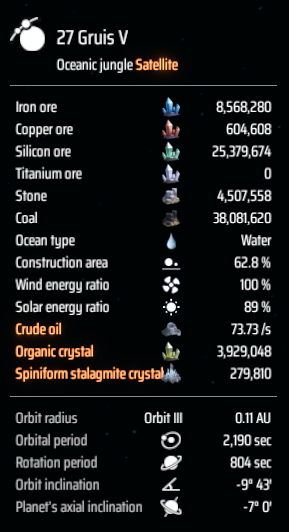 27 Gruis V
Oceanic jungle Satellite
Iron ore 8,568,280
Copper ore 604,608
Silicon ore 25,379,674
Titanium ore 0
Stone 4,507,558
Coal 38,081,620
Ocean type Water
Construction area 62.8 %
Wind energy ratio 100 %
Solar energy ratio 89 %
Crude oil 73.73 /s
Organic crystal 3,929,048
Spiniform stalagmite crystal 279,810
Orbit radius Orbit III 0.11 AU
Orbital period 2,190 sec
Rotation period 804 sec
Orbit inclination -9° 43'
Planet's axial inclination -7° 0'